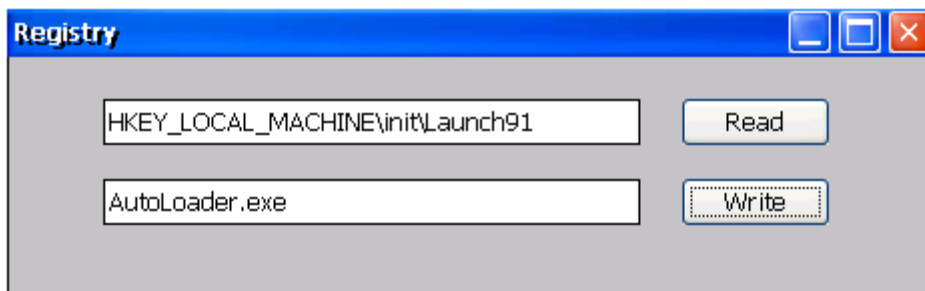 Registry
HKEY_LOCAL_MACHINE\init\Launch91 Read
AutoLoader.exe Write